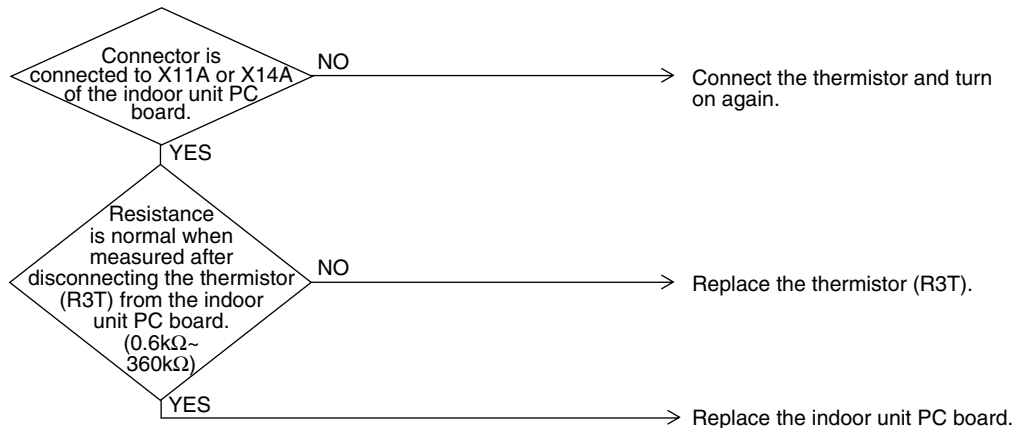 Connector is
connected to X11A or X14A
of the indoor unit PC
board.
NO
Connect the thermistor and turn
on again.
YES
Resistance
is normal when
measured after
disconnecting the thermistor
(R3T) from the indoor
unit PC board.
(0.6kΩ~
360kΩ)
NO
Replace the thermistor (R3T).
YES
Replace the indoor unit PC board.